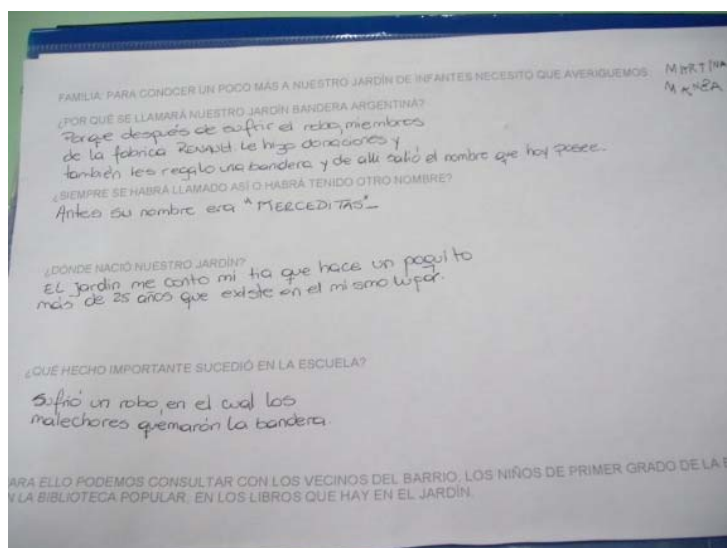 MARTINA
FAMILIA: PARA CONOCER UN POCO MÁS A NUESTRO JARDÍN DE INFANTES NECESITO QUE AVERIGUEMOS:
¿POR QUÉ SE LLAMARÁ NUESTRO JARDÍN BANDERA ARGENTINA?
Porque después de sufrir el robo, miembros
de la fabrica RENAULT. Le hizo donaciones y
también les regalo una bandera y de alli salió el nombre que hoy posee.
¿SIEMPRE SE HABRÁ LLAMADO ASÍ O HABRÁ TENIDO OTRO NOMBRE?
Antes su nombre era "MERCEDITAS"_
¿DÓNDE NACIÓ NUESTRO JARDÍN?
EL jardin me conto mi tia que hace un poquito
más de 25 años que existe en el mismo lugar.
¿QUÉ HECHO IMPORTANTE SUCEDIÓ EN LA ESCUELA?
Sufrió un robo, en el cual los
malechores quemarón la bandera.
ARA ELLO PODEMOS CONSULTAR CON LOS VECINOS DEL BARRIO, LOS NIÑOS DE PRIMER GRADO DE LA
LA BIBLIOTECA POPULAR. EN LOS LIBROS QUE HAY EN EL JARDÍN.